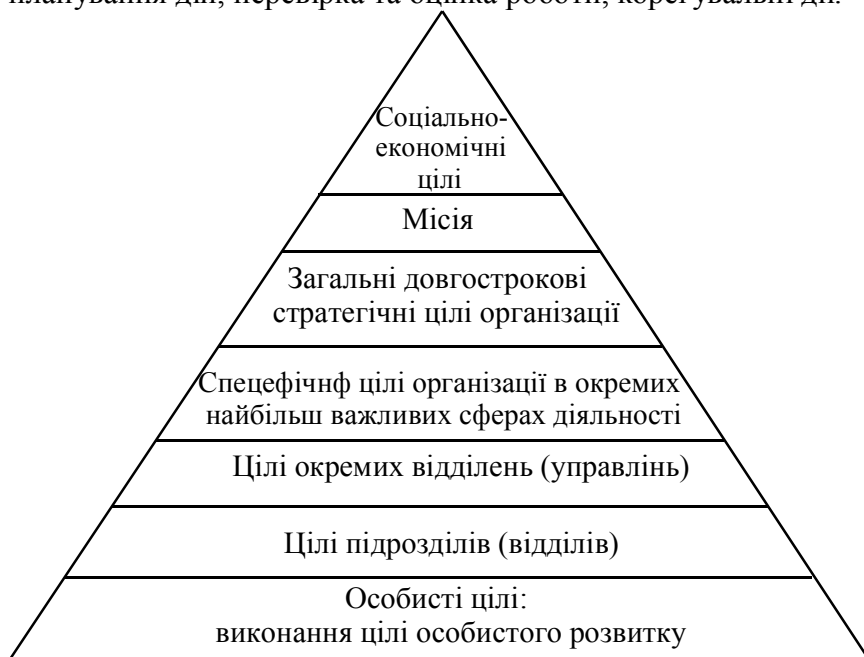 планування дій, перевірка та оцінка роботи, корегувальні дії.
Соціально-
економічні
цілі
Місія
Загальні довгострокові
стратегічні цілі організації
Спецефічнф цілі організації в окремих
найбільш важливих сферах діяльності
Цілі окремих відділень (управлінь)
Цілі підрозділів (відділів)
Особисті цілі:
виконання цілі особистого розвитку